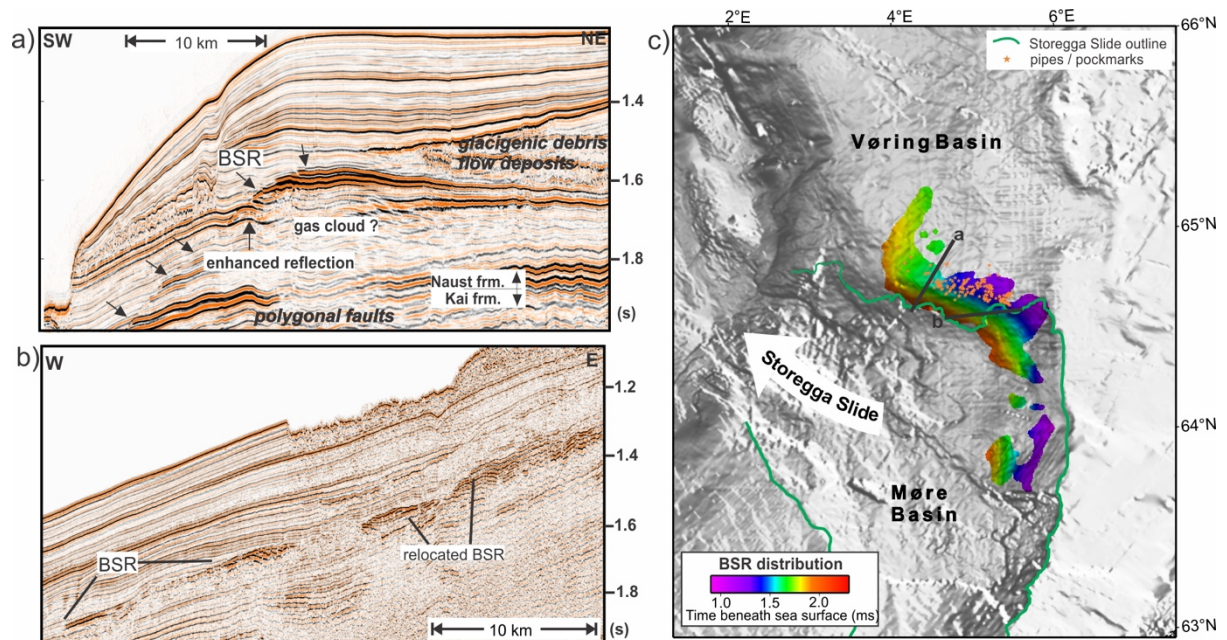 a)
SW
10 km
NE
1.4
BSR
glacigenic debris
flow deposits
1.6
gas cloud ?
enhanced reflection
1.8
Naust frm.
Kai frm.
polygonal faults
(s)
b)
W
E
1.2
1.4
1.6
BSR
relocated BSR
1.8
10 km
(s)
c)
2°E
4°E
6°E
66°N
Storegga Slide outline
pipes / pockmarks
Vøring Basin
65°N
a
b
Storegga Slide
64°N
Møre
Basin
BSR distribution
1.0
1.5
2.0
Time beneath sea surface (ms)
63°N